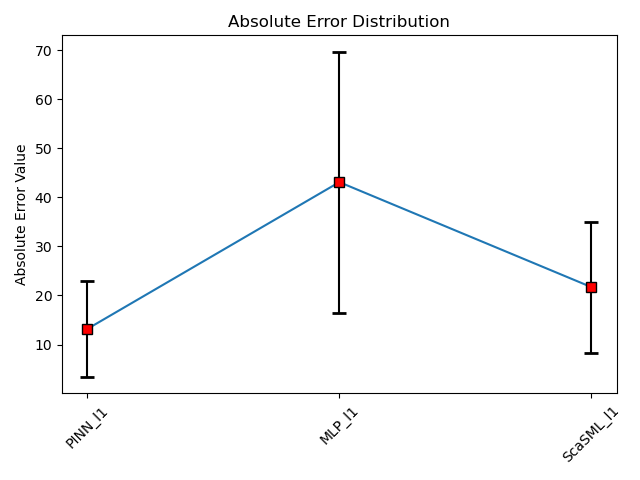 Absolute Error Distribution
Absolute Error Value
70
60
50
40
30
20
10
PINN_l1
MLP_l1
ScaSML_l1